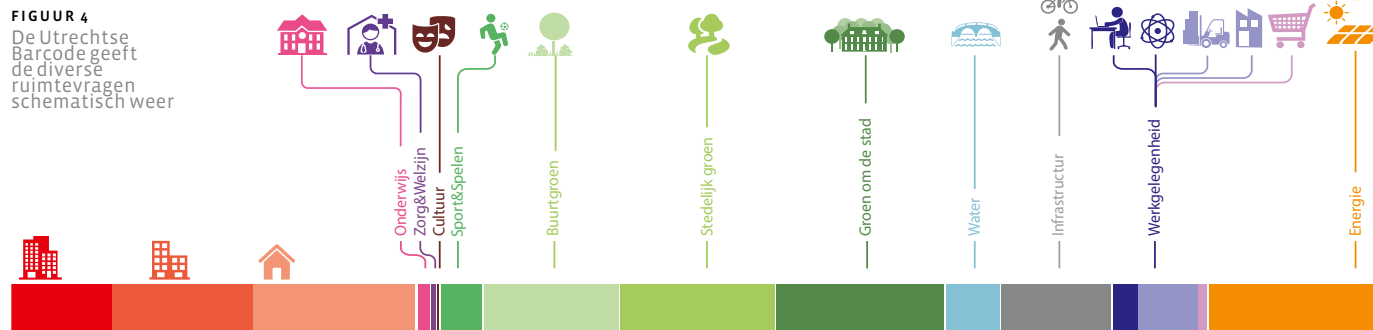 FIGUUR 4
De Utrechtse
Barcode geeft
de diverse
ruimtevragen
schematisch weer
Onderwijs
Zorg&Welzijn
Cultuur
Sport&Spelen
Buurtgroen
Stedelijk groen
Groen om de stad
Water
Infrastructur
Werkgelegenheid
Energie